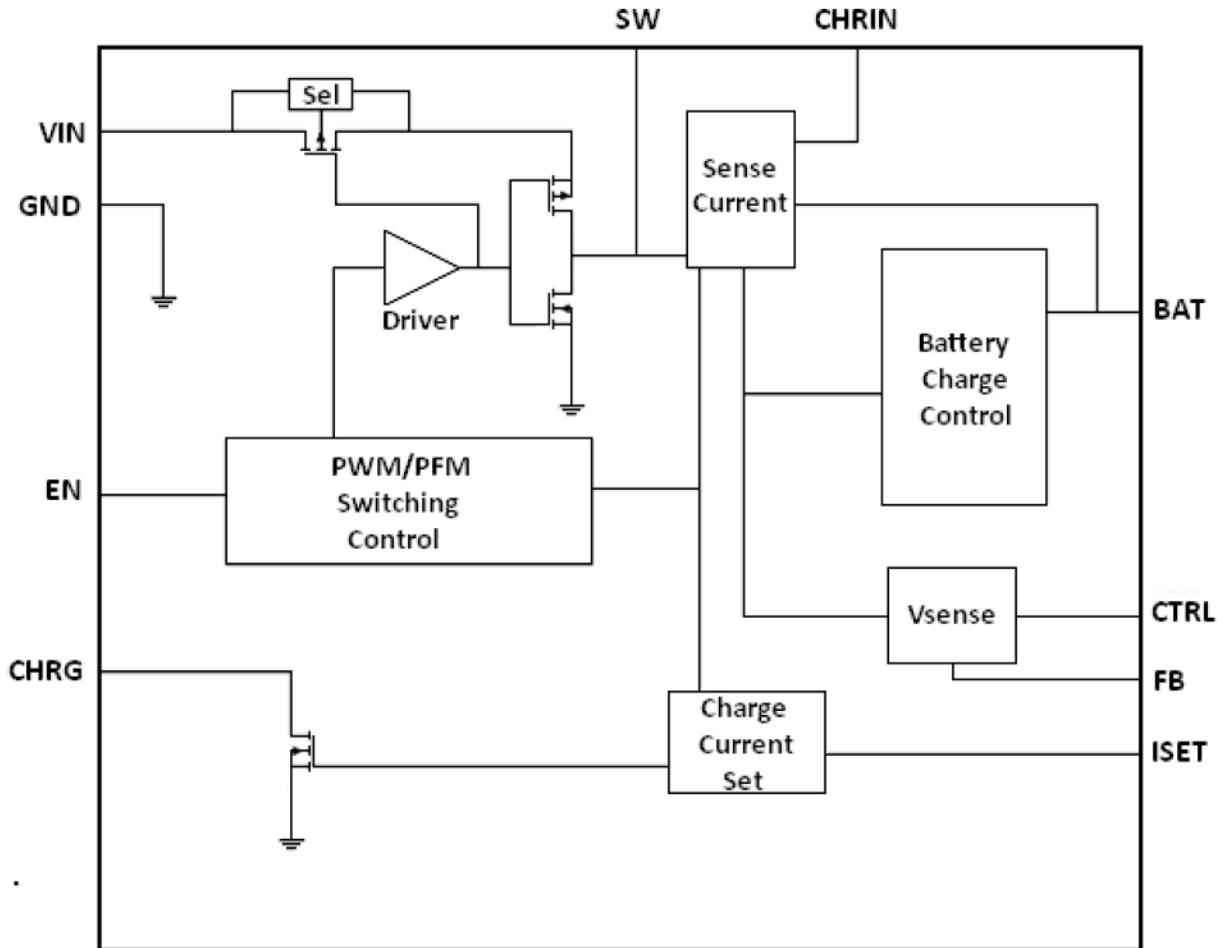 SW
CHRIN
Sel
VIN
Sense
Current
GND
Driver
BAT
Battery
Charge
Control
PWM/PFM
Switching
Control
EN
Vsense
CTRL
CHRG
FB
Charge
Current
Set
ISET
.